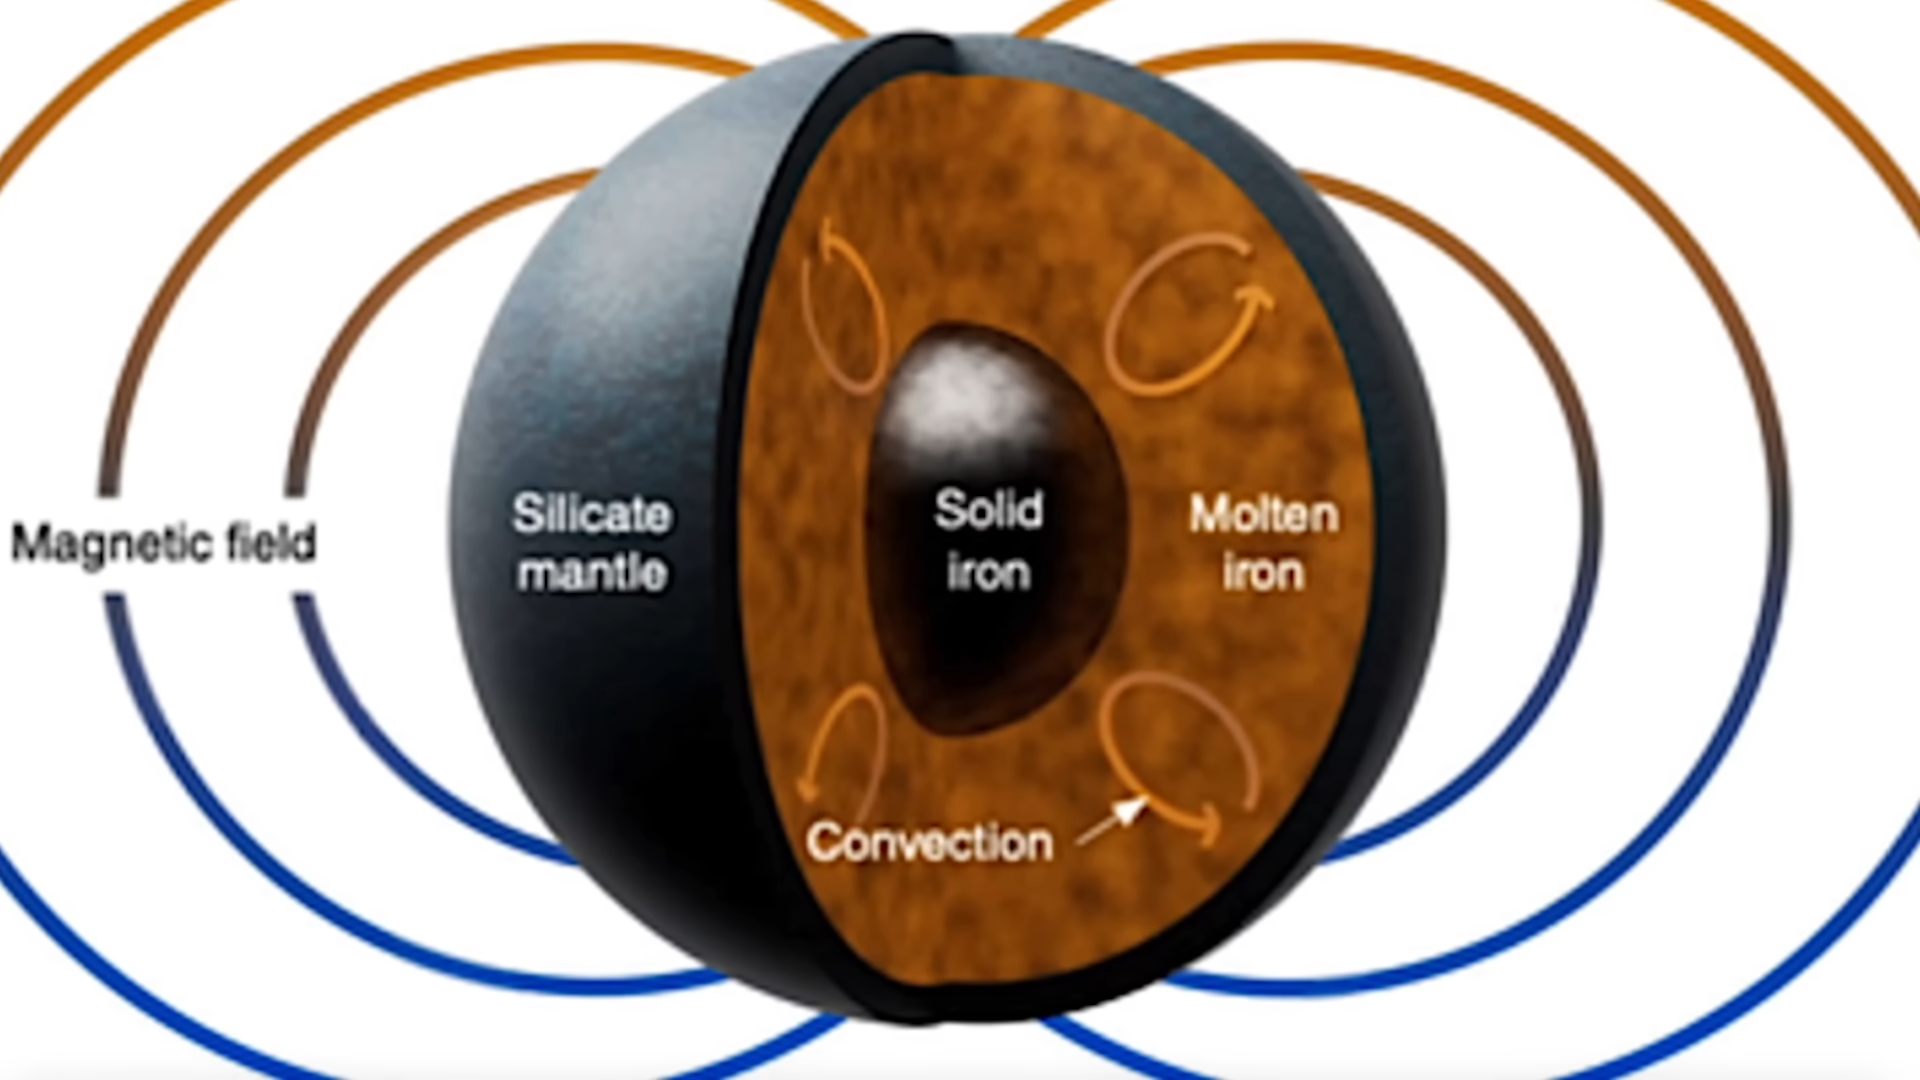 Magnetic field
Silicate
mantle
Solid
iron
Molten
iron
Convection